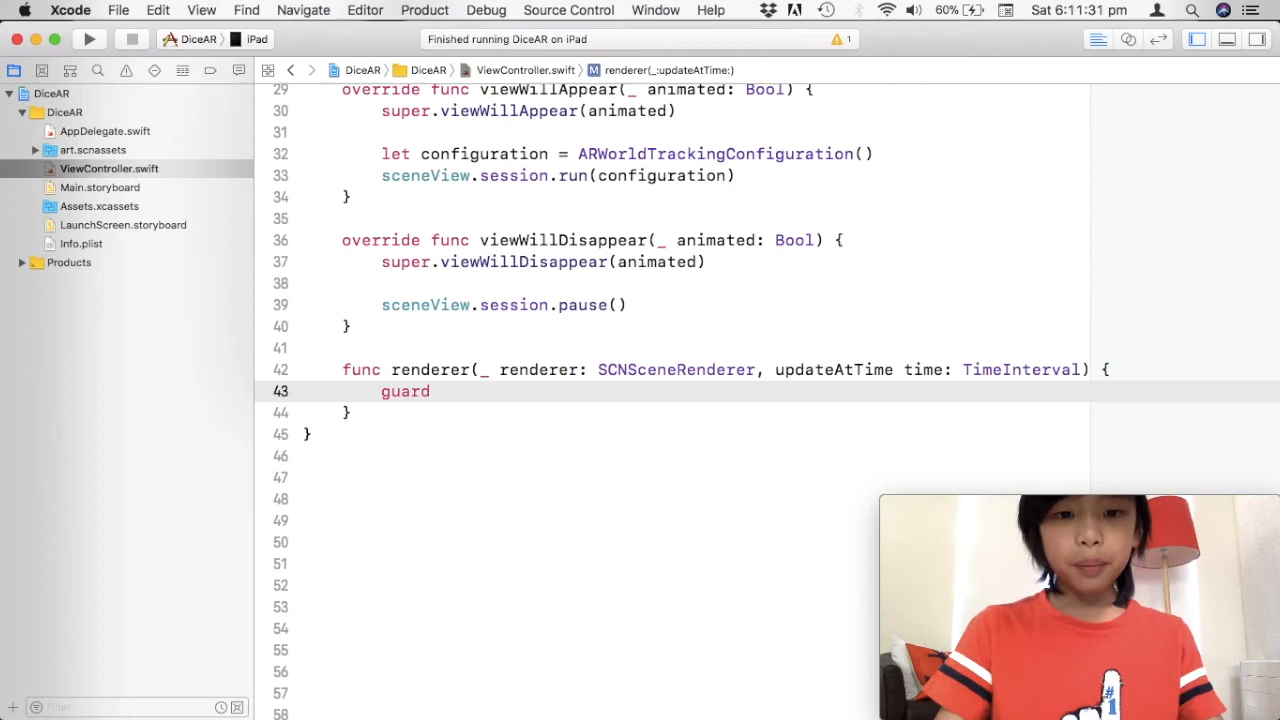 Xcode File Edit View Find Navigate Editor Product Debug Source Control Window Help 60% Sat 6:11:31 pm
DiceAR iPad Finished running DiceAR on iPad 1
DiceAR DiceAR ViewController.swift M renderer(_:updateAtTime:)
DiceAR
DiceAR
AppDelegate.swift
art.scnassets
ViewController.swift
Main.storyboard
Assets.xcassets
LaunchScreen.storyboard
Info.plist
Products
Filter
29 override func viewWillAppear(_ animated: Bool) {
30 super.viewWillAppear(animated)
31
32 let configuration = ARWorldTrackingConfiguration()
33 sceneView.session.run(configuration)
34 }
35
36 override func viewWillDisappear(_ animated: Bool) {
37 super.viewWillDisappear(animated)
38
39 sceneView.session.pause()
40 }
41
42 func renderer(_ renderer: SCNSceneRenderer, updateAtTime time: TimeInterval) {
43 guard
44 }
45 }
46
47
48
49
50
51
52
53
54
55
56
57
58
#1